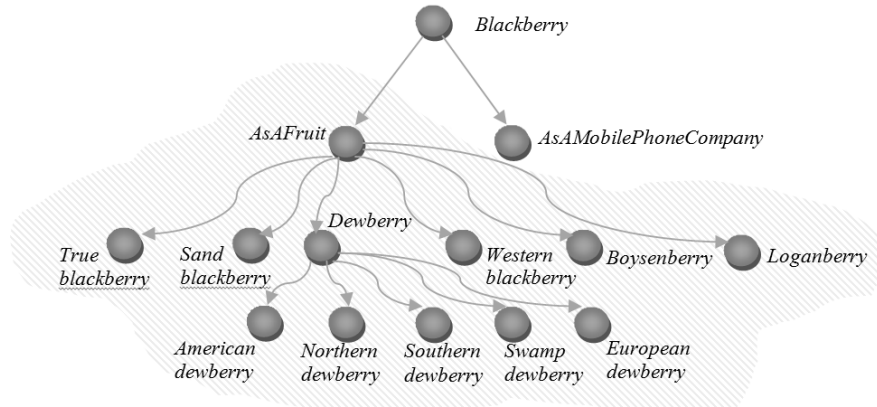 Blackberry
AsAFruit
AsAMobilePhoneCompany
Dewberry
True
blackberry
Sand
blackberry
Western
blackberry
Boysenberry
Loganberry
American
dewberry
Northern
dewberry
Southern
dewberry
Swamp
dewberry
European
dewberry